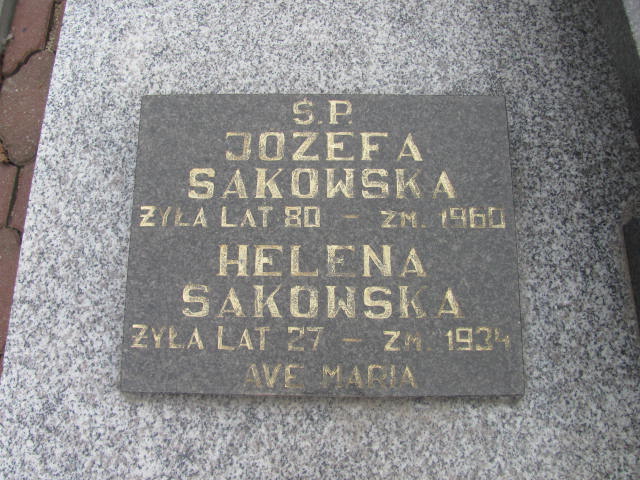 Ś.P.
JÓZEFA
SAKOWSKA
ŻYŁA LAT 80 – ZM. 1960
HELENA
SAKOWSKA
ŻYŁA LAT 27 – ZM. 1934
AVE MARIA